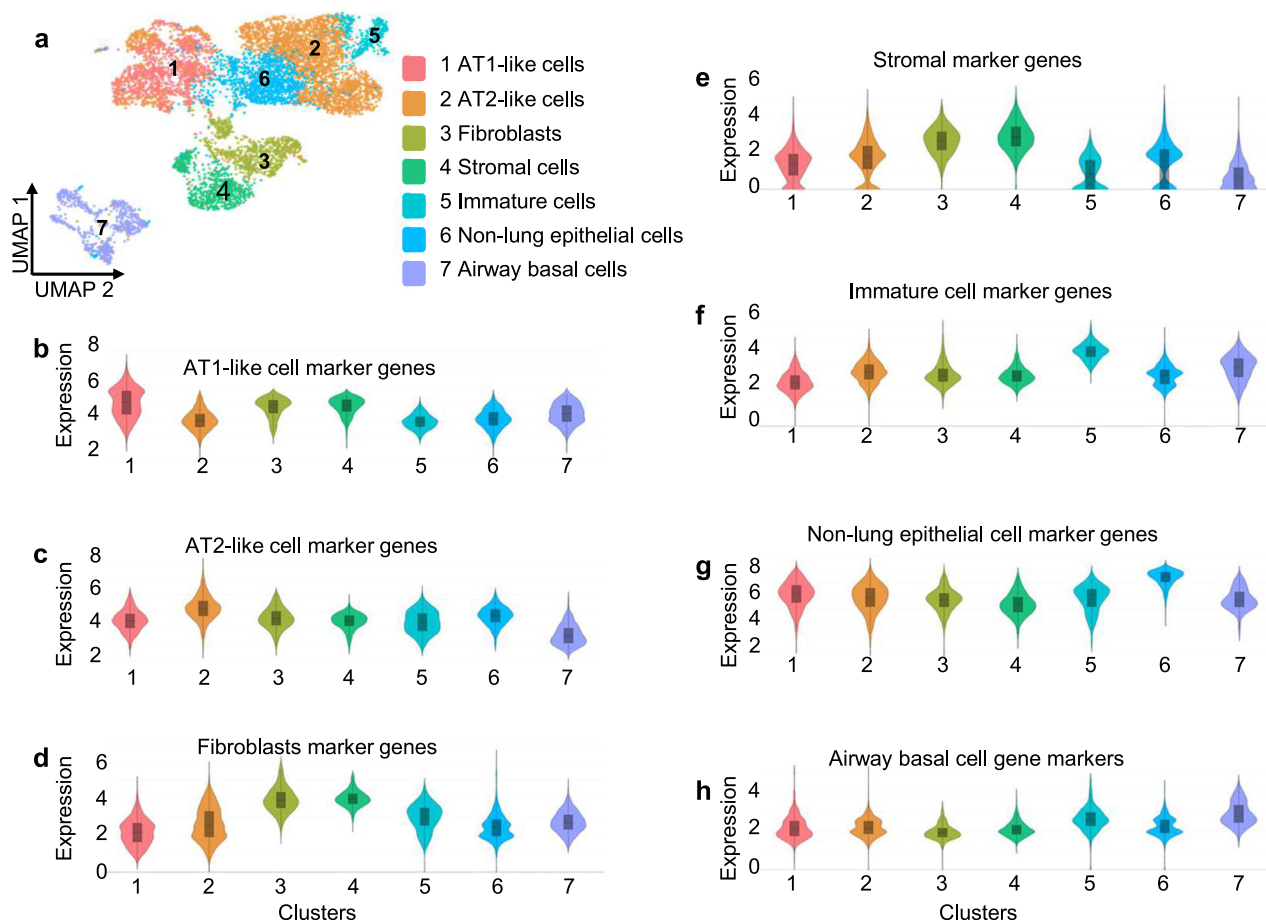 a
1
2
5
6
3
4
7
UMAP 1
UMAP 2
1 AT1-like cells
2 AT2-like cells
3 Fibroblasts
4 Stromal cells
5 Immature cells
6 Non-lung epithelial cells
7 Airway basal cells
b
AT1-like cell marker genes
Expression
8
6
4
2
1 2 3 4 5 6 7
c
AT2-like cell marker genes
Expression
8
6
4
2
1 2 3 4 5 6 7
d
Fibroblasts marker genes
Expression
6
4
2
0
1 2 3 4 5 6 7
Clusters
e
Stromal marker genes
Expression
6
4
2
0
1 2 3 4 5 6 7
f
Immature cell marker genes
Expression
6
4
2
0
1 2 3 4 5 6 7
g
Non-lung epithelial cell marker genes
Expression
8
6
4
2
1 2 3 4 5 6 7
h
Airway basal cell gene markers
Expression
4
2
0
1 2 3 4 5 6 7
Clusters